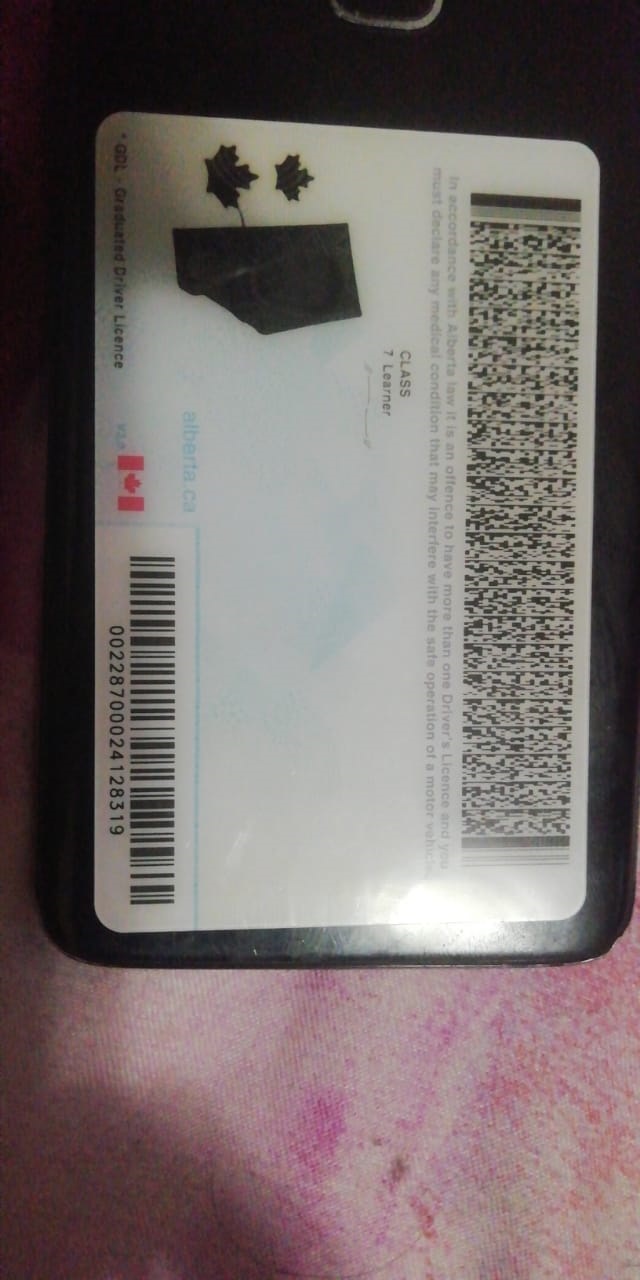 In accordance with Alberta law it is an offence to have more than one Driver's Licence and you
must declare any medical condition that may interfere with the safe operation of a motor vehicle
CLASS
7 Learner
alberta.ca
* GDL - Graduated Driver Licence
00228700024128319